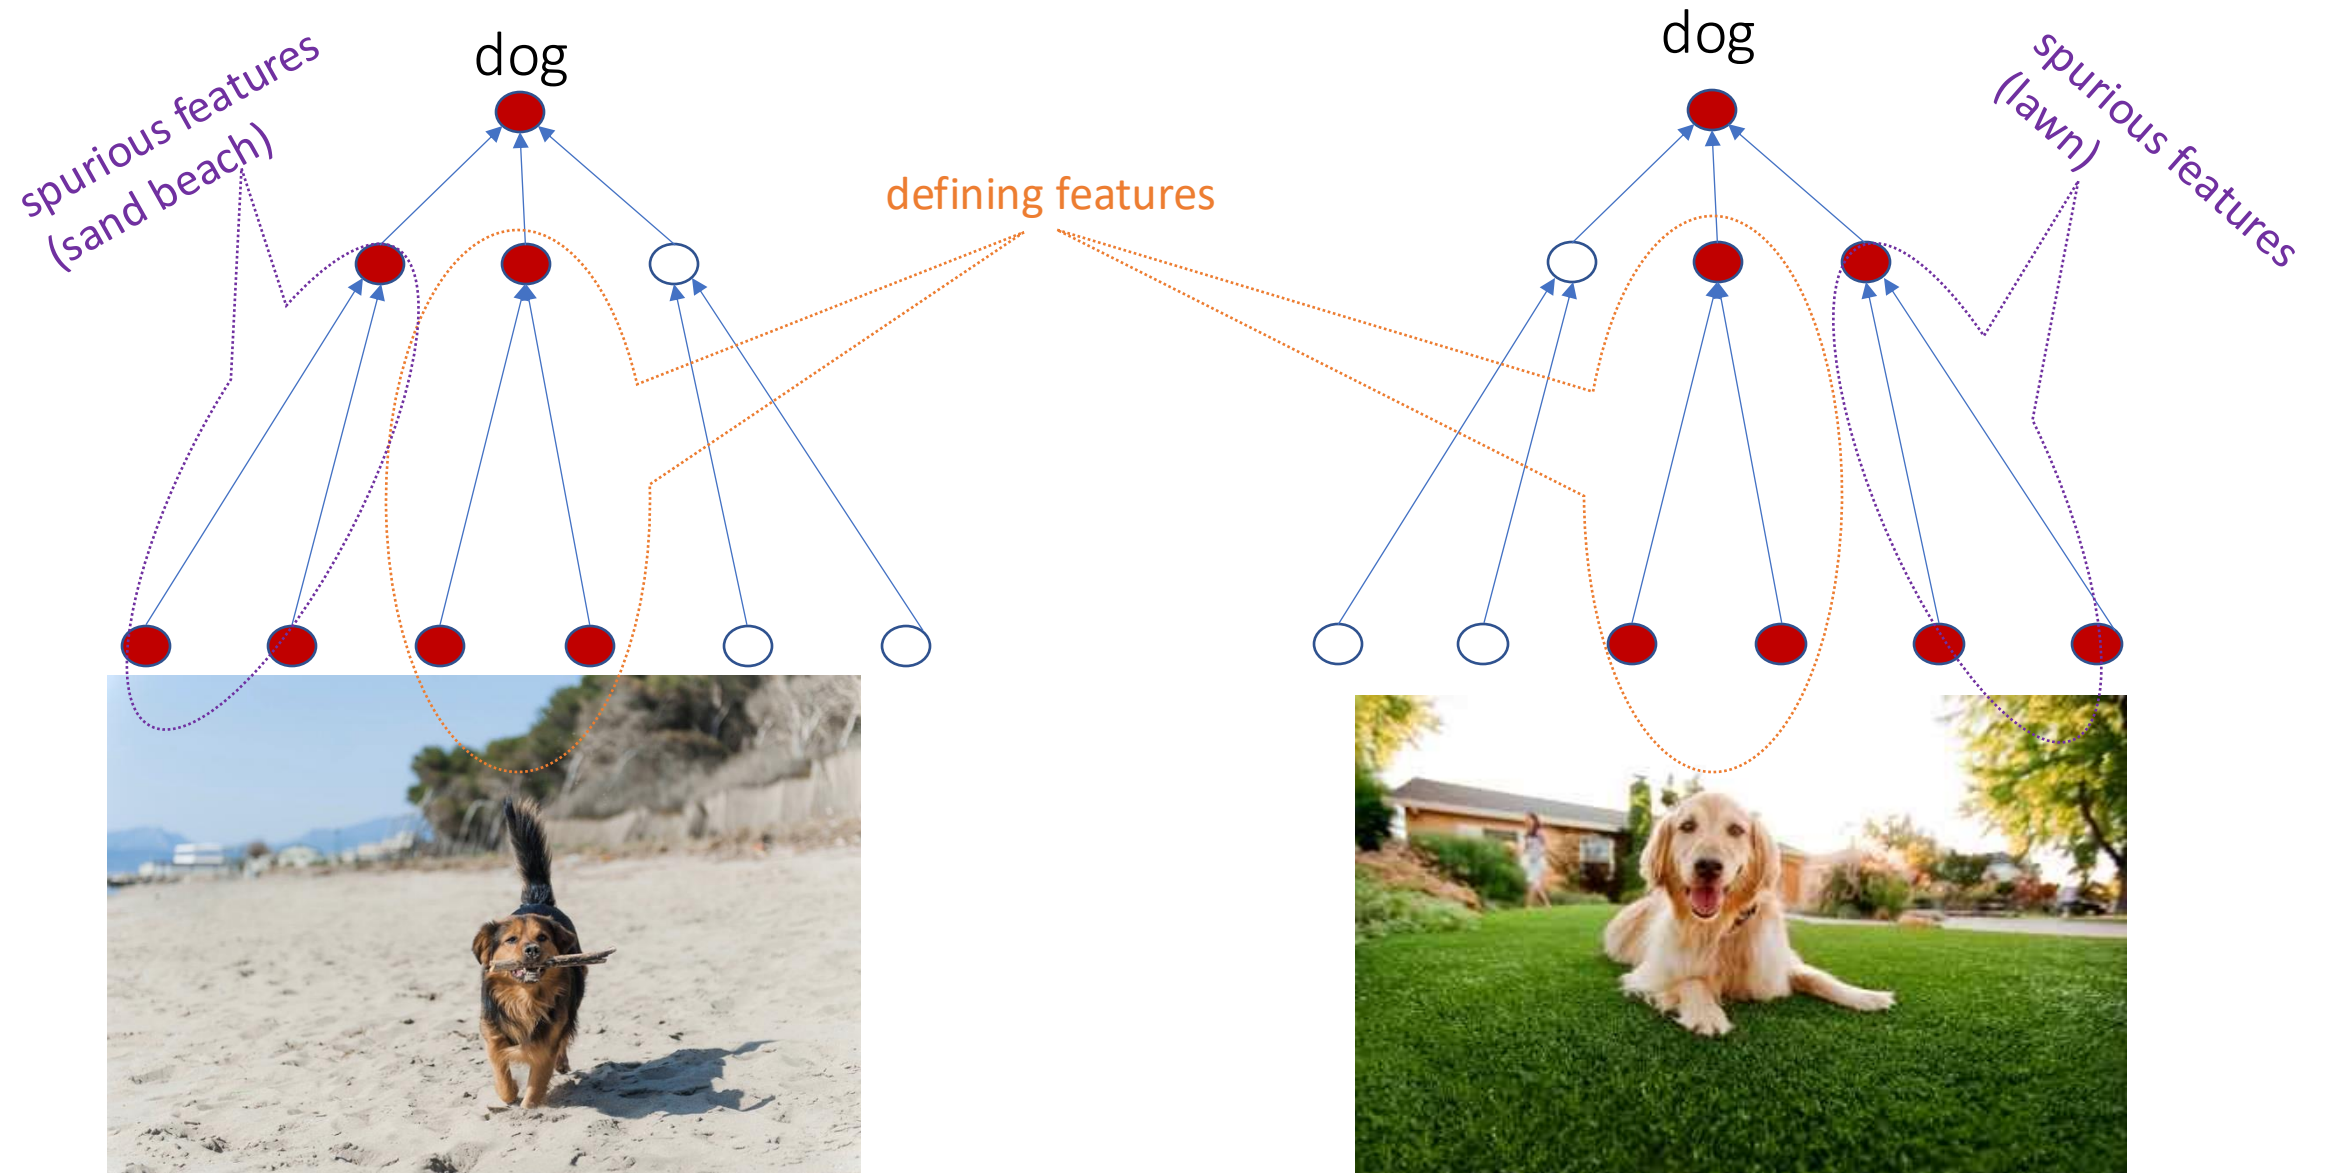 spurious features
(sand beach)
dog
defining features
dog
spurious features
(lawn)